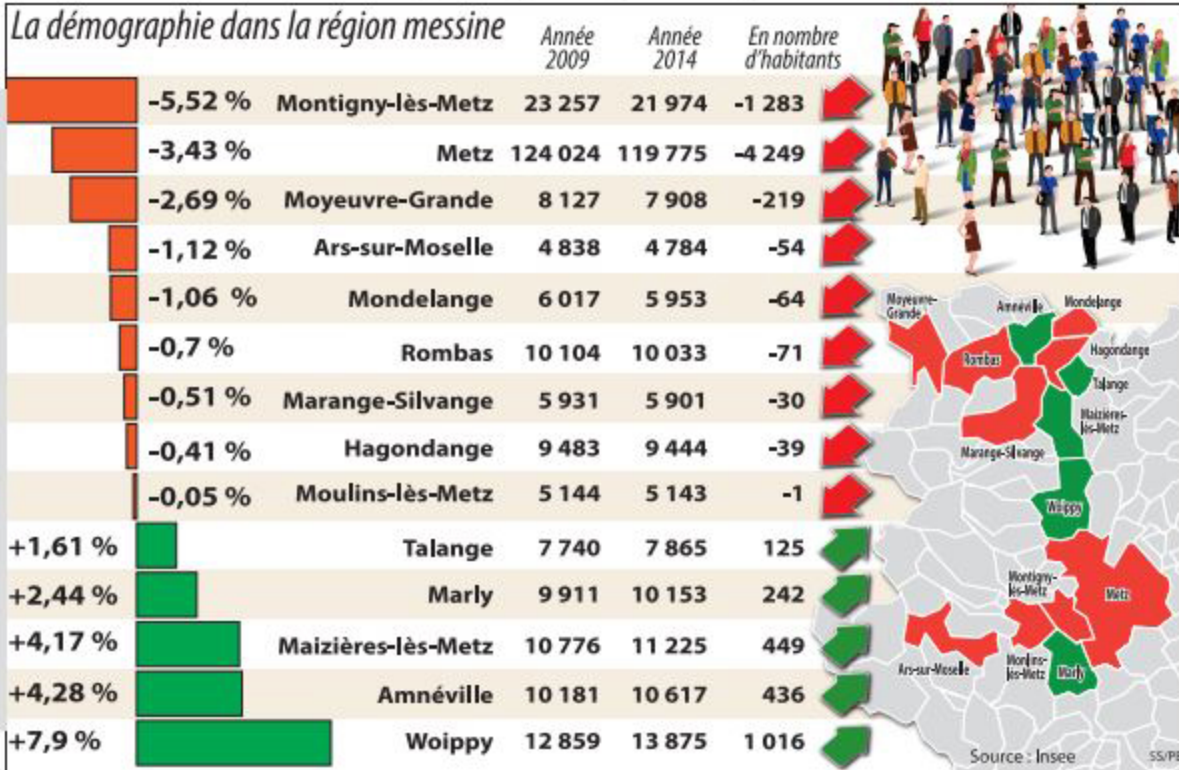 La démographie dans la région messine
Année 2009 Année 2014 En nombre d'habitants
-5,52 % Montigny-lès-Metz 23 257 21 974 -1 283
-3,43 % Metz 124 024 119 775 -4 249
-2,69 % Moyeuvre-Grande 8 127 7 908 -219
-1,12 % Ars-sur-Moselle 4 838 4 784 -54
-1,06 % Mondelange 6 017 5 953 -64
-0,7 % Rombas 10 104 10 033 -71
-0,51 % Marange-Silvange 5 931 5 901 -30
-0,41 % Hagondange 9 483 9 444 -39
-0,05 % Moulins-lès-Metz 5 144 5 143 -1
+1,61 % Talange 7 740 7 865 125
+2,44 % Marly 9 911 10 153 242
+4,17 % Maizières-lès-Metz 10 776 11 225 449
+4,28 % Amnéville 10 181 10 617 436
+7,9 % Woippy 12 859 13 875 1 016
Moyeuvre-
Grande
Amnéville
Mondelange
Rombas
Hagondange
Talange
Maizières-
lès-Metz
Marange-Silvange
Woippy
Montigny-
lès-Metz
Metz
Ars-sur-Moselle
Monlins-
lès-Metz
Marly
Source : Insee